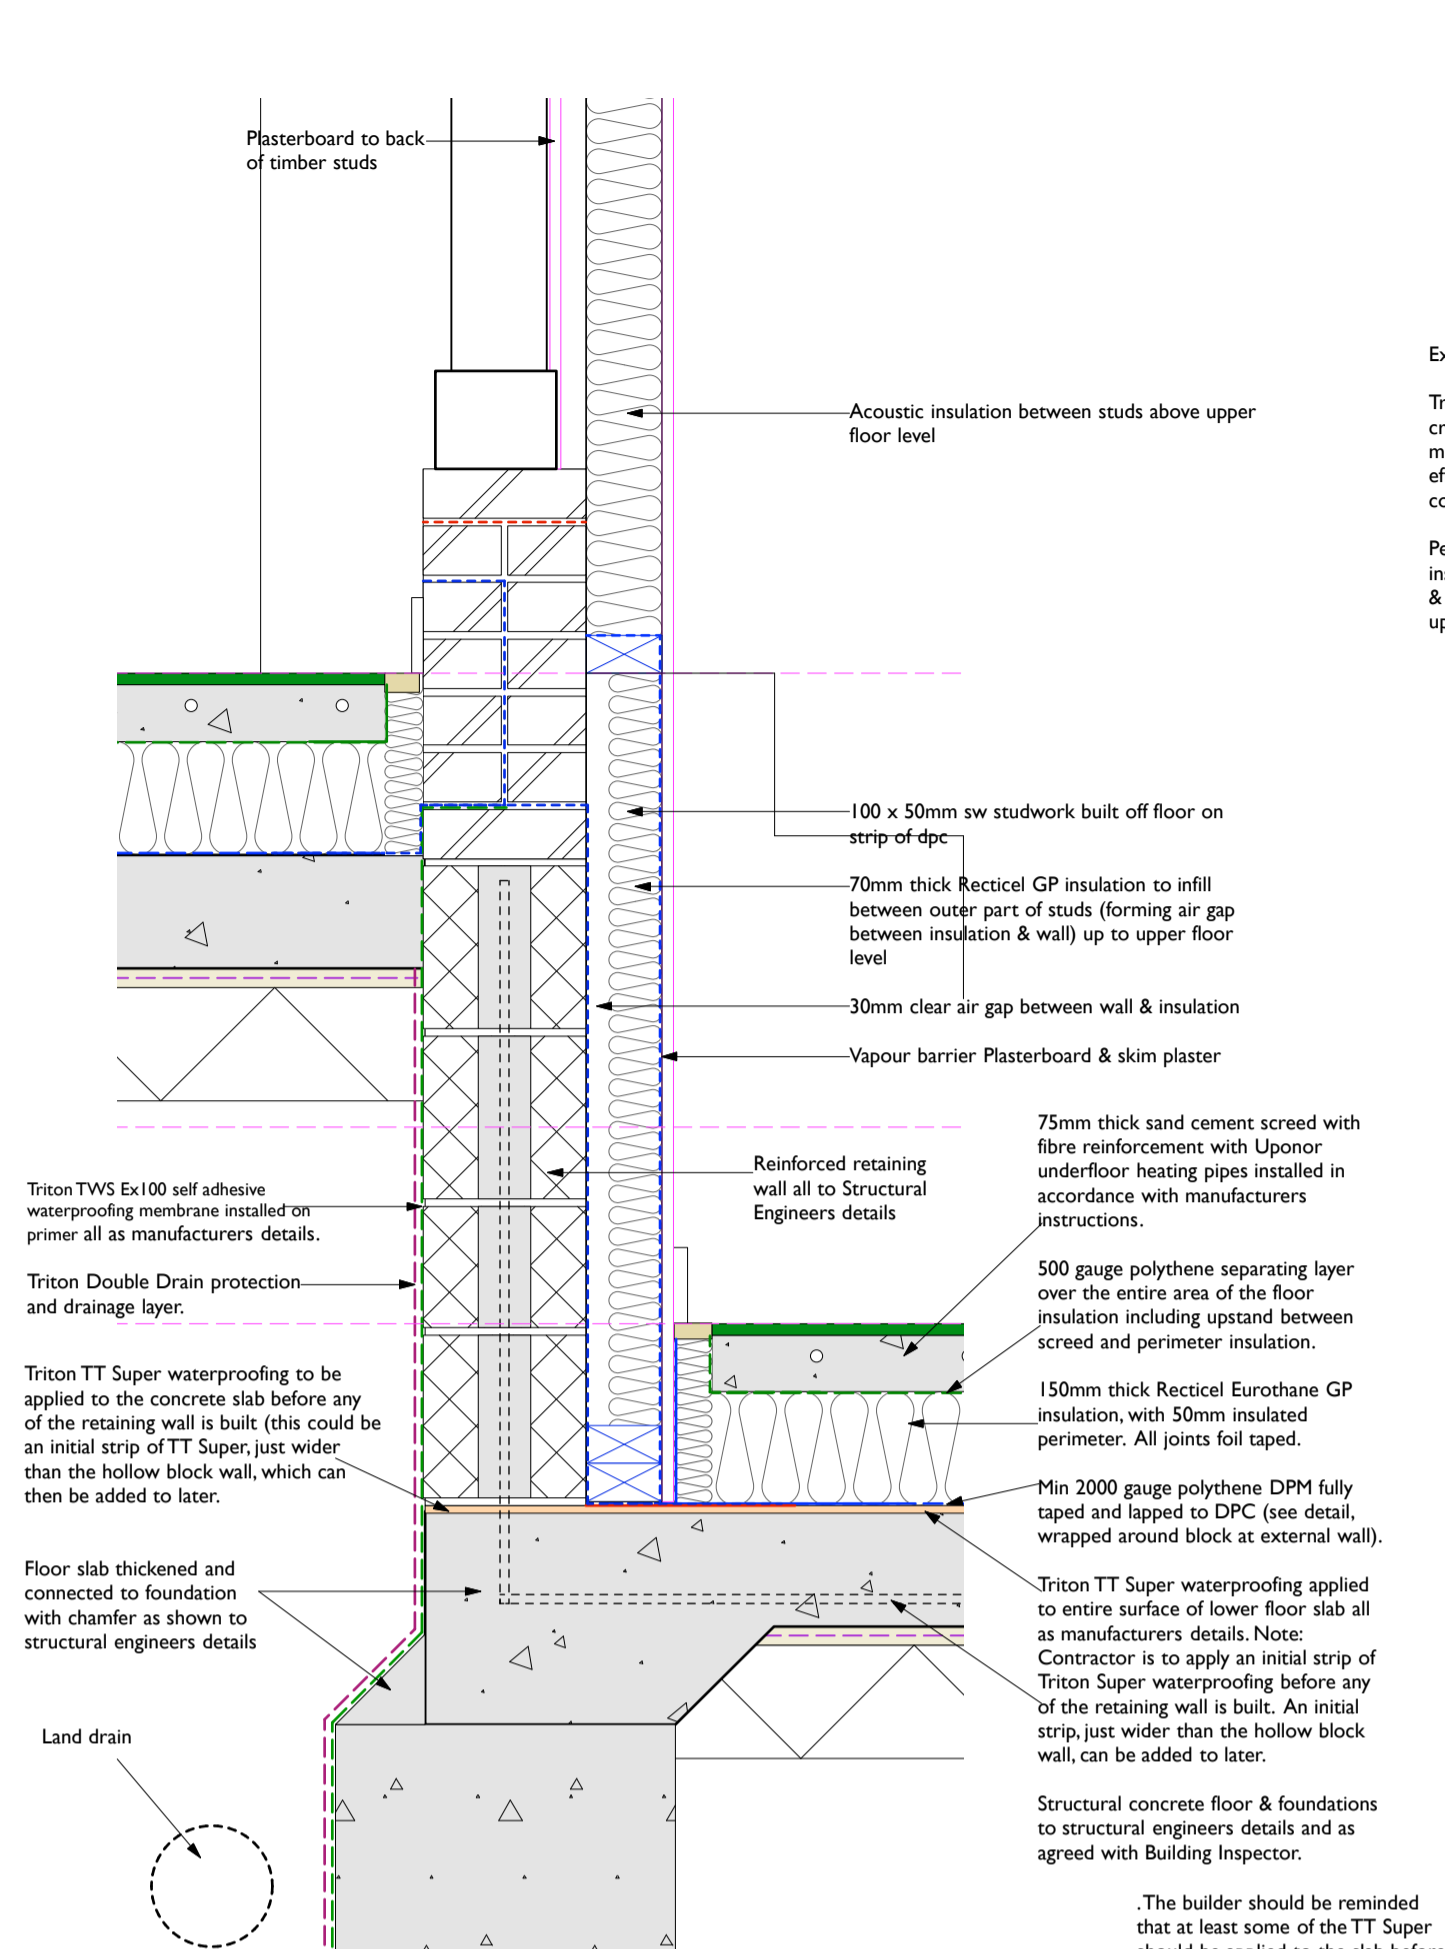 Plasterboard to back
of timber studs
Acoustic insulation between studs above upper
floor level
Ex
Tr
cr
m
ef
co
Pe
ins
&
up
100 x 50mm sw studwork built off floor on
strip of dpc
70mm thick Recticel GP insulation to infill
between outer part of studs (forming air gap
between insulation & wall) up to upper floor
level
30mm clear air gap between wall & insulation
Vapour barrier Plasterboard & skim plaster
Reinforced retaining
wall all to Structural
Engineers details
Triton TWS Ex100 self adhesive
waterproofing membrane installed on
primer all as manufacturers details.
Triton Double Drain protection
and drainage layer.
Triton TT Super waterproofing to be
applied to the concrete slab before any
of the retaining wall is built (this could be
an initial strip of TT Super, just wider
than the hollow block wall, which can
then be added to later.
Floor slab thickened and
connected to foundation
with chamfer as shown to
structural engineers details
Land drain
75mm thick sand cement screed with
fibre reinforcement with Uponor
underfloor heating pipes installed in
accordance with manufacturers
instructions.
500 gauge polythene separating layer
over the entire area of the floor
insulation including upstand between
screed and perimeter insulation.
150mm thick Recticel Eurothane GP
insulation, with 50mm insulated
perimeter. All joints foil taped.
Min 2000 gauge polythene DPM fully
taped and lapped to DPC (see detail,
wrapped around block at external wall).
Triton TT Super waterproofing applied
to entire surface of lower floor slab all
as manufacturers details. Note:
Contractor is to apply an initial strip of
Triton Super waterproofing before any
of the retaining wall is built. An initial
strip, just wider than the hollow block
wall, can be added to later.
Structural concrete floor & foundations
to structural engineers details and as
agreed with Building Inspector.
.The builder should be reminded
that at least some of the TT Super
should be applied to the slab before